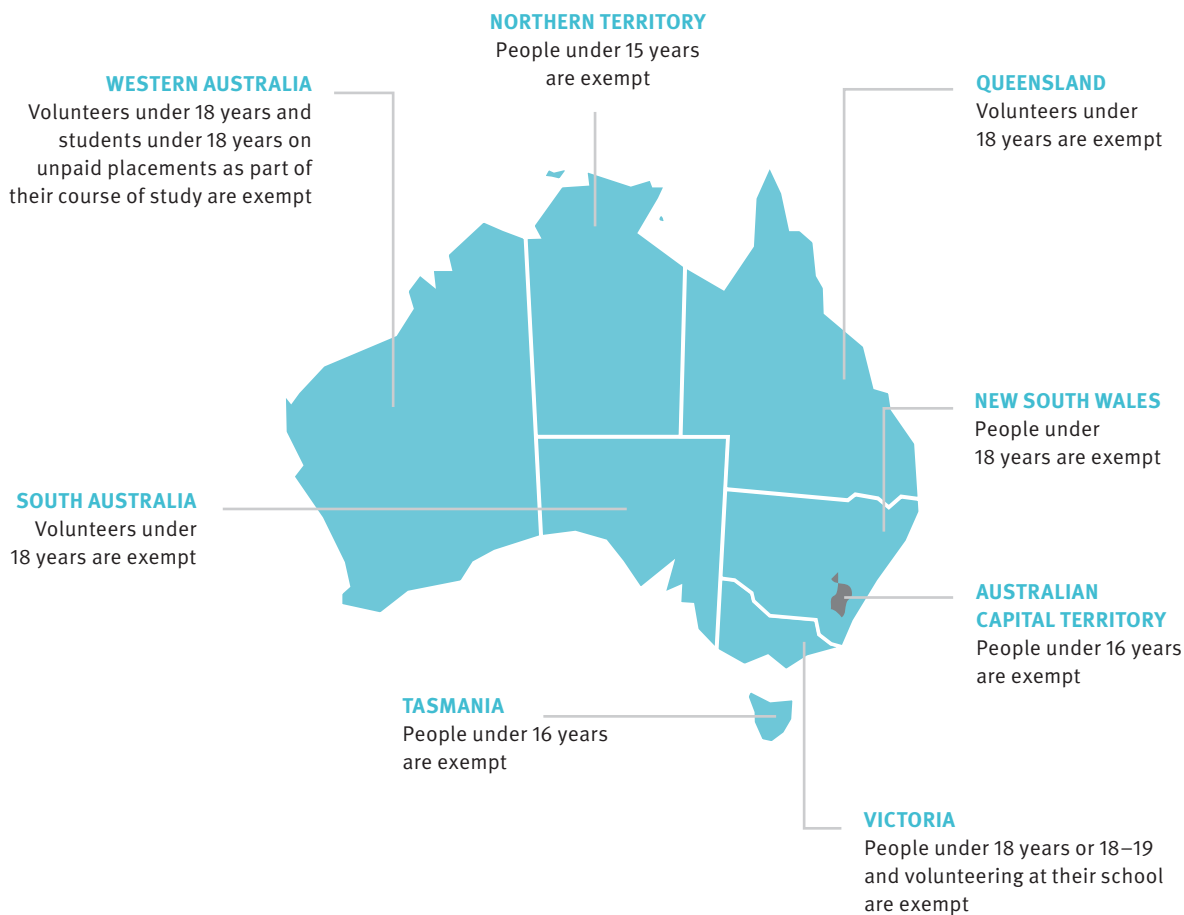 NORTHERN TERRITORY
People under 15 years
are exempt
WESTERN AUSTRALIA
Volunteers under 18 years and
students under 18 years on
unpaid placements as part of
their course of study are exempt
QUEENSLAND
Volunteers under
18 years are exempt
NEW SOUTH WALES
People under
18 years are exempt
SOUTH AUSTRALIA
Volunteers under
18 years are exempt
AUSTRALIAN
CAPITAL TERRITORY
People under 16 years
are exempt
TASMANIA
People under 16 years
are exempt
VICTORIA
People under 18 years or 18–19
and volunteering at their school
are exempt